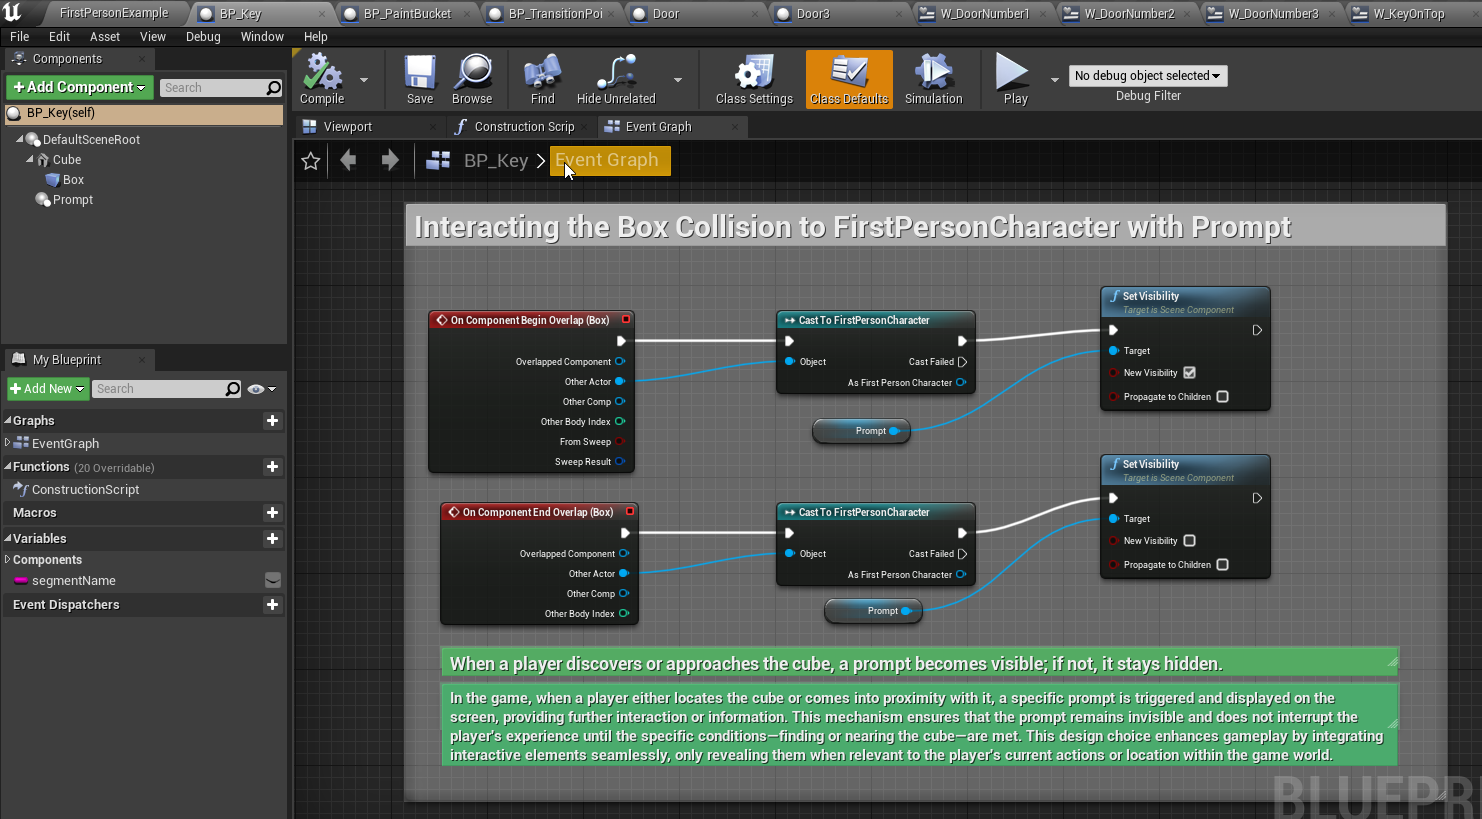 FirstPersonExample
BP_Key
BP_PaintBucket
BP_TransitionPoi
Door
Door3
W_DoorNumber1
W_DoorNumber2
W_DoorNumber3
W_KeyOnTop
File Edit Asset View Debug Window Help
Components
+ Add Component
Search
BP_Key(self)
DefaultSceneRoot
Cube
Box
Prompt
Compile
Save
Browse
Find
Hide Unrelated
Class Settings
Class Defaults
Simulation
Play
No debug object selected
Debug Filter
Viewport
Construction Scrip
Event Graph
BP_Key > Event Graph
My Blueprint
+ Add New
Search
Graphs
EventGraph
Functions (20 Overridable)
ConstructionScript
Macros
Variables
Components
segmentName
Event Dispatchers
Interacting the Box Collision to FirstPersonCharacter with Prompt
On Component Begin Overlap (Box)
Overlapped Component
Other Actor
Other Comp
Other Body Index
From Sweep
Sweep Result
Cast To FirstPersonCharacter
Object
Cast Failed
As First Person Character
Prompt
Set Visibility
Target is Scene Component
Target
New Visibility
Propagate to Children
On Component End Overlap (Box)
Overlapped Component
Other Actor
Other Comp
Other Body Index
Cast To FirstPersonCharacter
Object
Cast Failed
As First Person Character
Prompt
Set Visibility
Target is Scene Component
Target
New Visibility
Propagate to Children
When a player discovers or approaches the cube, a prompt becomes visible; if not, it stays hidden.
In the game, when a player either locates the cube or comes into proximity with it, a specific prompt is triggered and displayed on the
screen, providing further interaction or information. This mechanism ensures that the prompt remains invisible and does not interrupt the
player's experience until the specific conditions—finding or nearing the cube—are met. This design choice enhances gameplay by integrating
interactive elements seamlessly, only revealing them when relevant to the player's current actions or location within the game world.
BLUEPRI